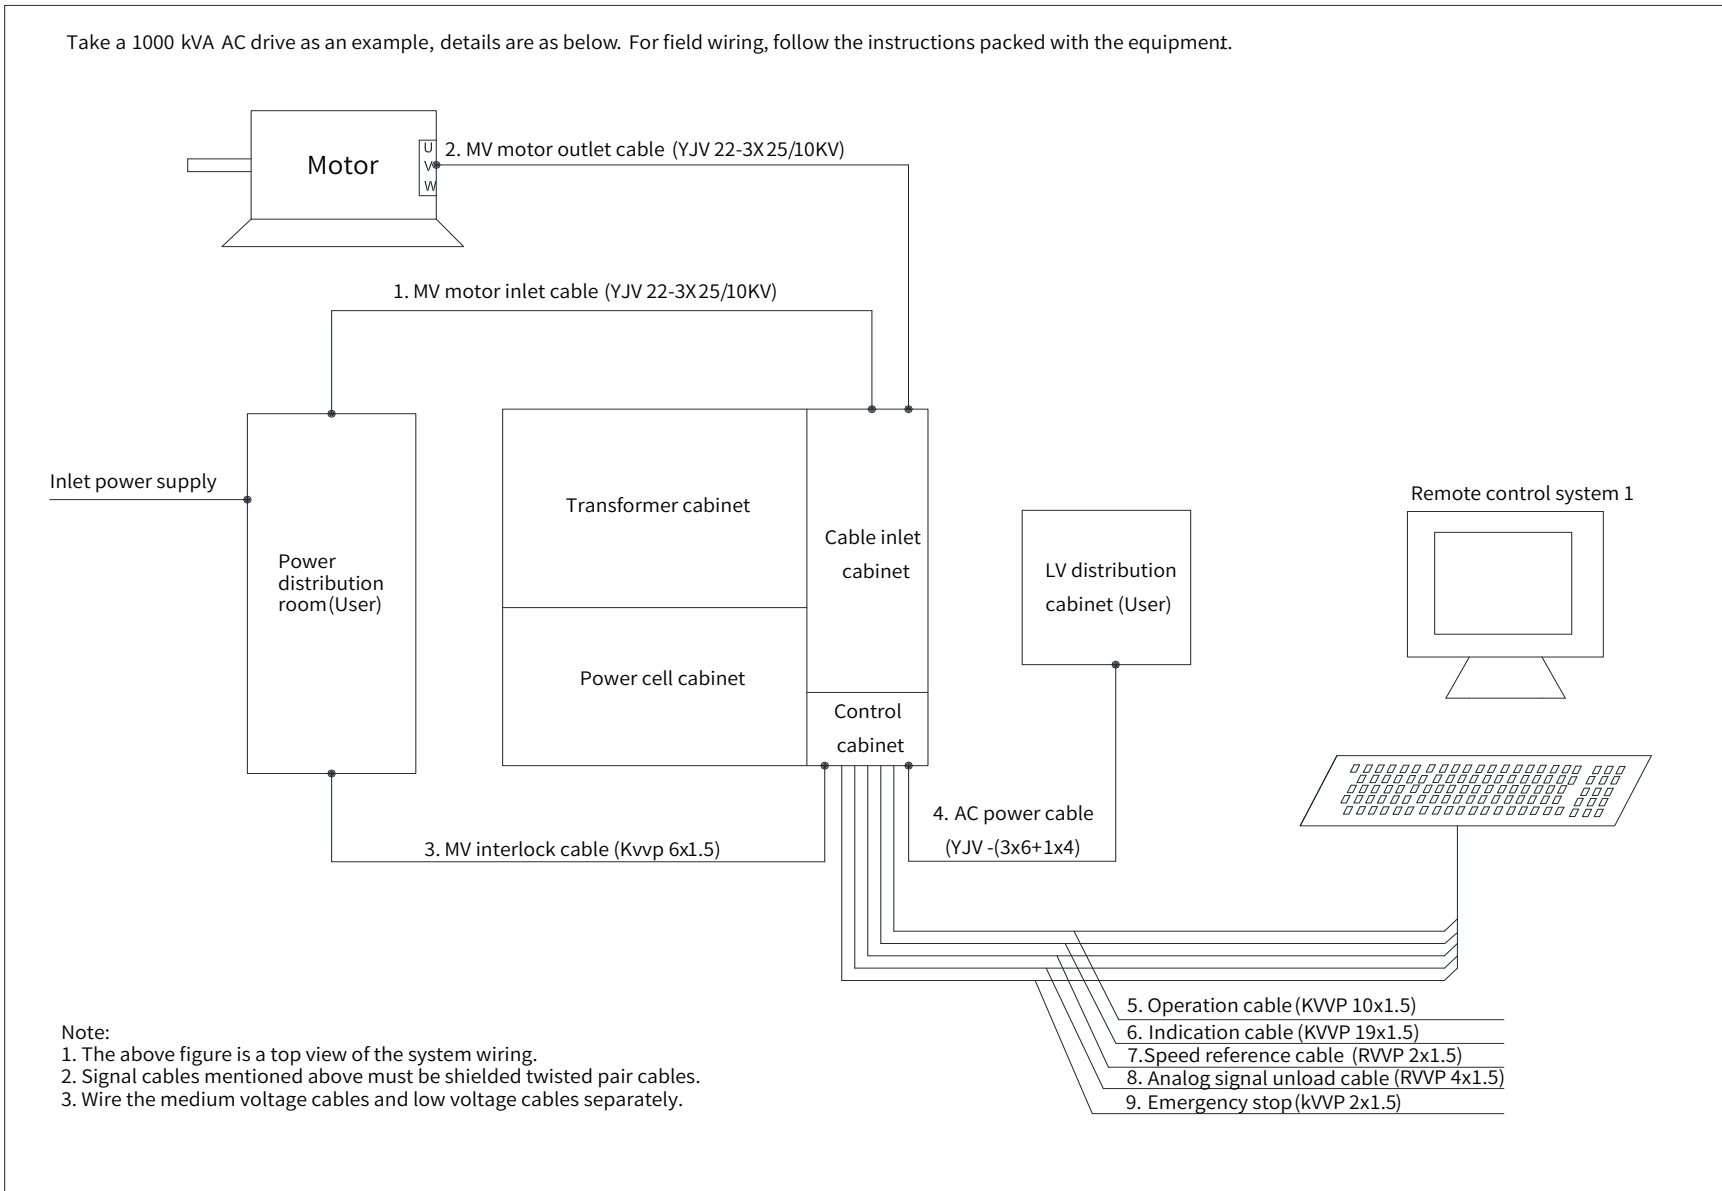 Take a 1000 kVA AC drive as an example, details are as below. For field wiring, follow the instructions packed with the equipment.
Motor
U
V
W
2. MV motor outlet cable (YJV 22-3X25/10KV)
1. MV motor inlet cable (YJV 22-3X25/10KV)
Inlet power supply
Power
distribution
room(User)
Transformer cabinet
Power cell cabinet
Cable inlet
cabinet
Control
cabinet
LV distribution
cabinet (User)
Remote control system 1
3. MV interlock cable (Kvvp 6x1.5)
4. AC power cable
(YJV -(3x6+1x4)
5. Operation cable(KVVP 10x1.5)
6. Indication cable (KVVP 19x1.5)
7.Speed reference cable (RVVP 2x1.5)
8. Analog signal unload cable (RVVP 4x1.5)
9. Emergency stop(kVVP 2x1.5)
Note:
1. The above figure is a top view of the system wiring.
2. Signal cables mentioned above must be shielded twisted pair cables.
3. Wire the medium voltage cables and low voltage cables separately.